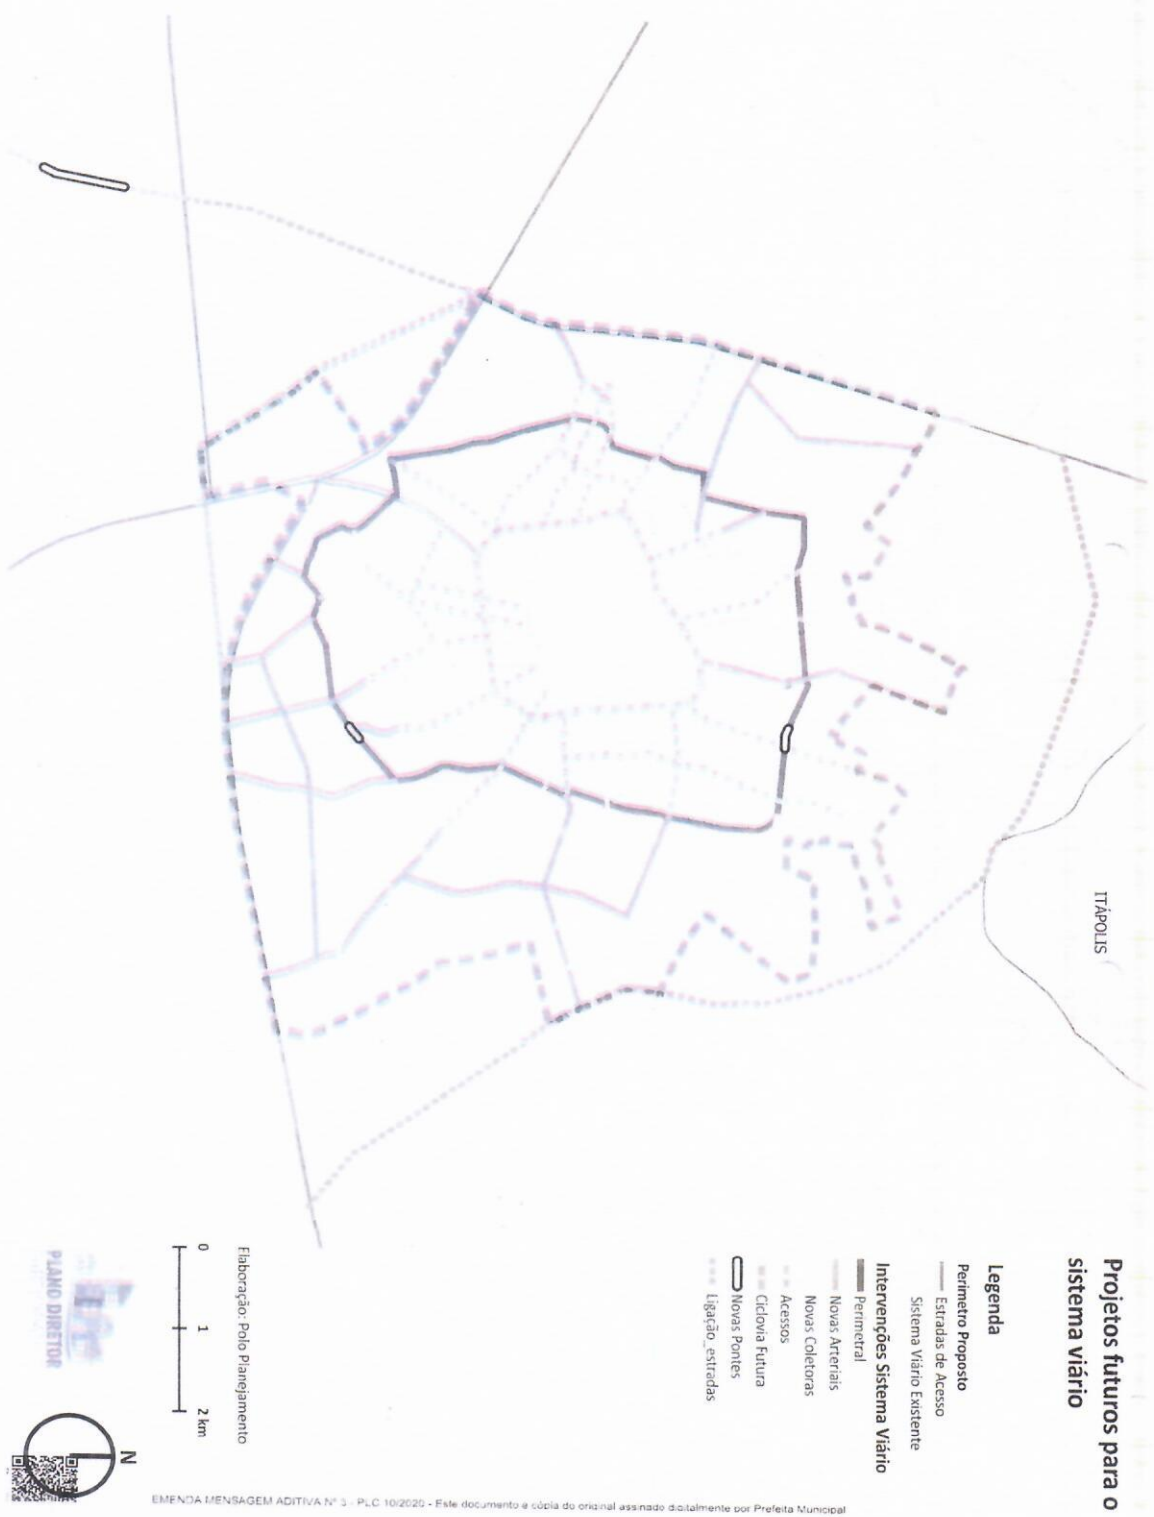 Projetos futuros para o
sistema viário
Legenda
Perimetro Proposto
Estradas de Acesso
Sistema Viário Existente
Intervenções Sistema Viário
Perimetral
Novas Arteriais
Novas Coletoras
Acessos
Ciclovia Futura
Novas Pontes
Ligação_estradas
ITÁPOLIS
Elaboração: Polo Planejamento
0 1 2 km
PLANO DIRETOR
N
EMENDA MENSAGEM ADITIVA N° 3 - PLC 10/2020 - Este documento é cópia do original assinado digitalmente por Prefeita Municipal